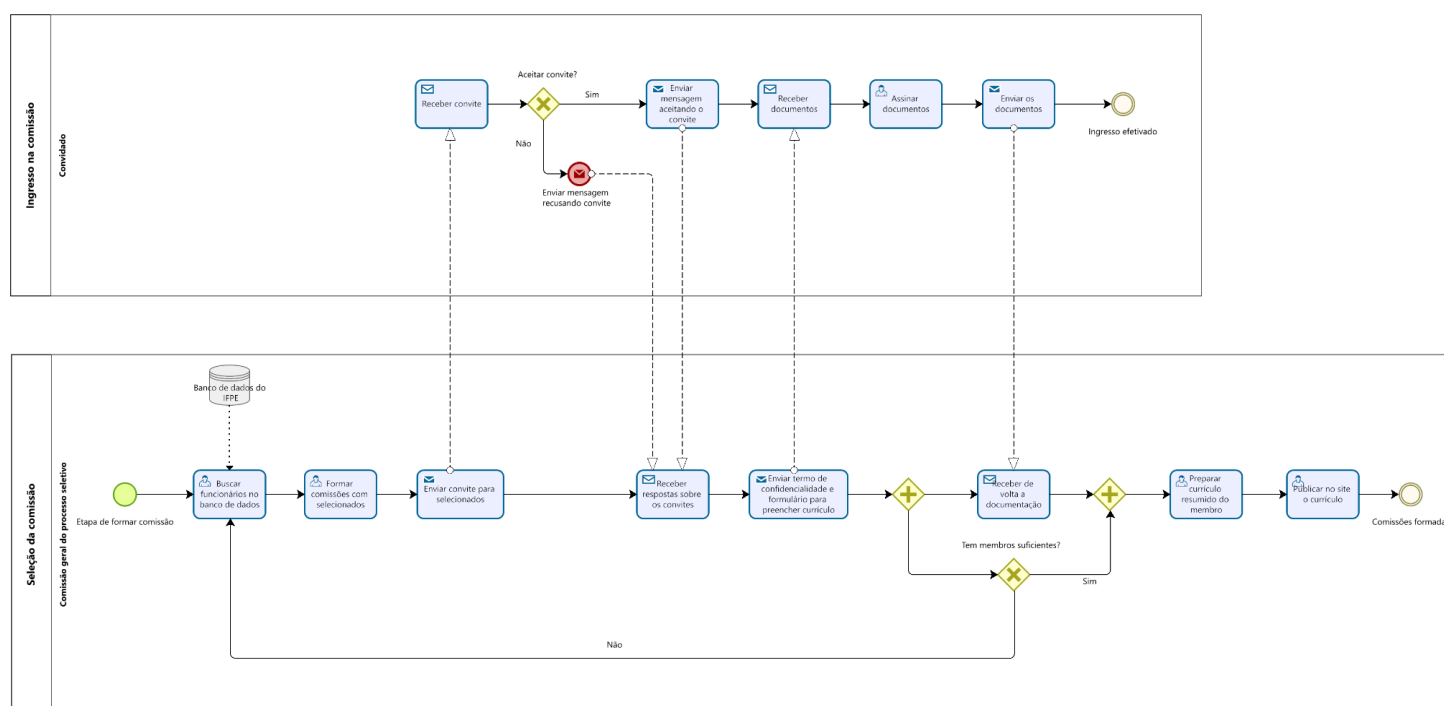 Ingresso na comissão
Convidado
Receber convite
Aceitar convite?
Sim
Não
Enviar mensagem
recusando convite
Enviar
mensagem
aceitando o
convite
Receber
documentos
Assinar
documentos
Enviar os
documentos
Ingresso efetivado
Seleção da comissão
Comissão geral do processo seletivo
Banco de dados do
IFPE
Etapa de formar comissão
Buscar
funcionários no
banco de dados
Formar
comissões com
selecionados
Enviar convite para
selecionados
Receber
respostas sobre
os convites
Enviar termo de
confidencialidade e
formulário para
preencher currículo
Receber de
volta a
documentação
Tem membros suficientes?
Sim
Não
Preparar
currículo
resumido do
membro
Publicar no site
o currículo
Comissões formada